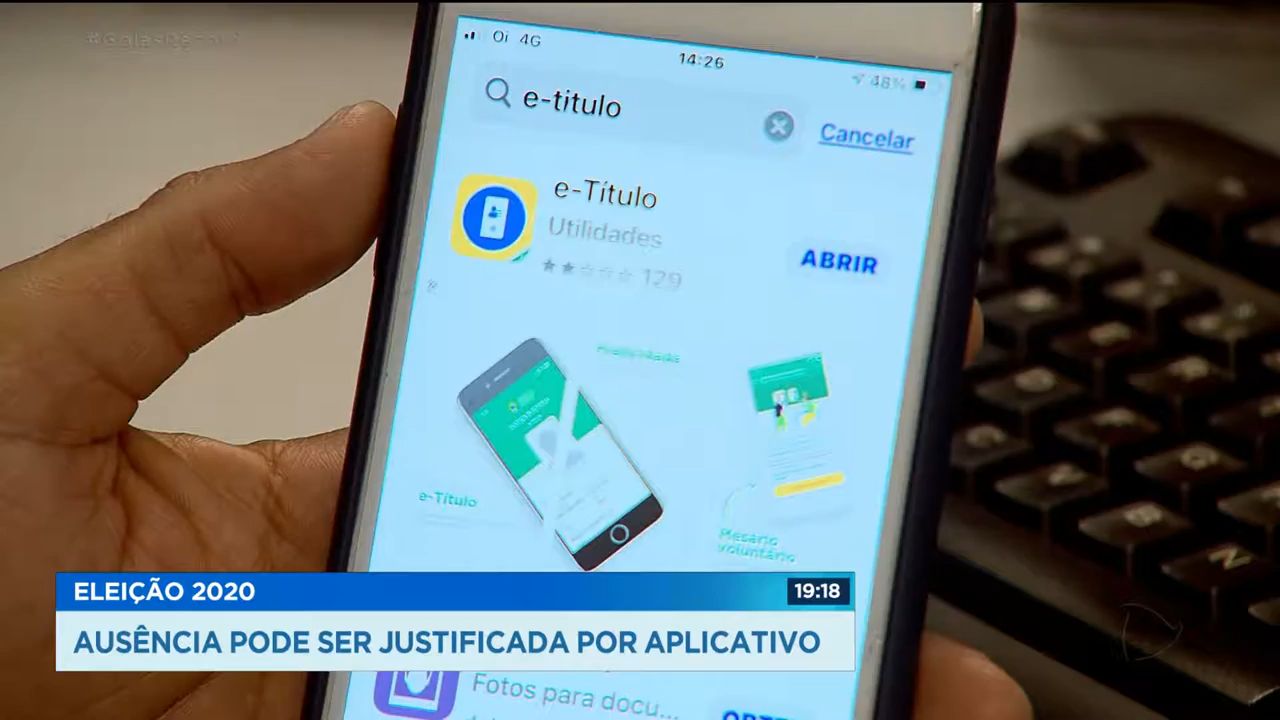 Oi 4G
14:26
48%
e-titulo
Cancelar
e-Título
Utilidades
129
ABRIR
e-Título
Mesário
voluntário
ELEIÇÃO 2020
19:18
AUSÊNCIA PODE SER JUSTIFICADA POR APLICATIVO
Fotos para docu...